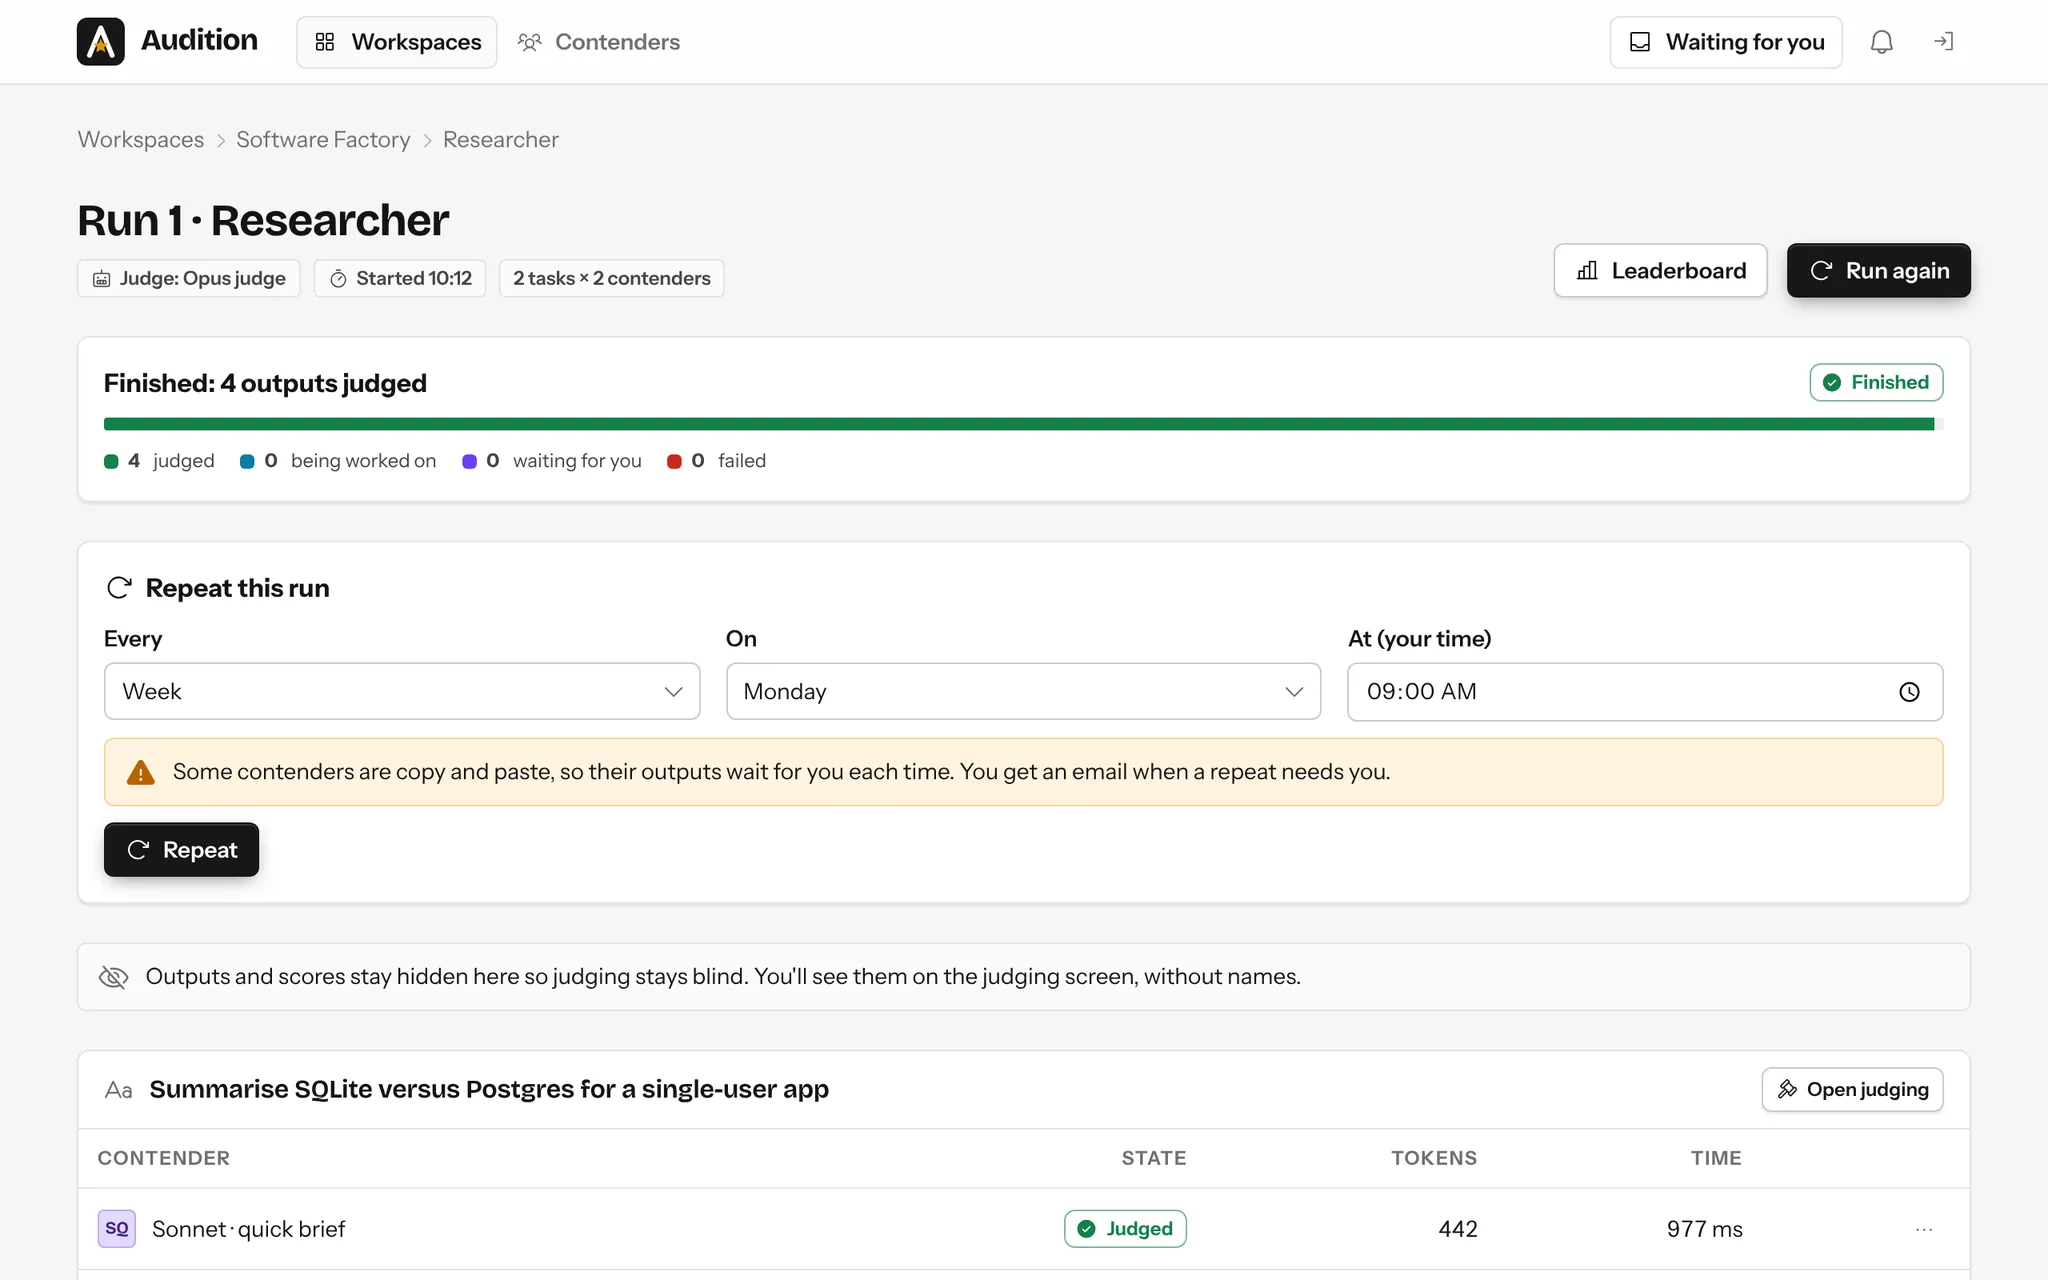 Audition
Workspaces
Contenders
Waiting for you
Workspaces > Software Factory > Researcher
Run 1 · Researcher
Judge: Opus judge
Started 10:12
2 tasks × 2 contenders
Leaderboard
Run again
Finished: 4 outputs judged
Finished
4 judged
0 being worked on
0 waiting for you
0 failed
Repeat this run
Every
On
At (your time)
Week
Monday
09:00 AM
Some contenders are copy and paste, so their outputs wait for you each time. You get an email when a repeat needs you.
Repeat
Outputs and scores stay hidden here so judging stays blind. You'll see them on the judging screen, without names.
Aa Summarise SQLite versus Postgres for a single-user app
Open judging
CONTENDER STATE TOKENS TIME
SQ Sonnet · quick brief Judged 442 977 ms ...